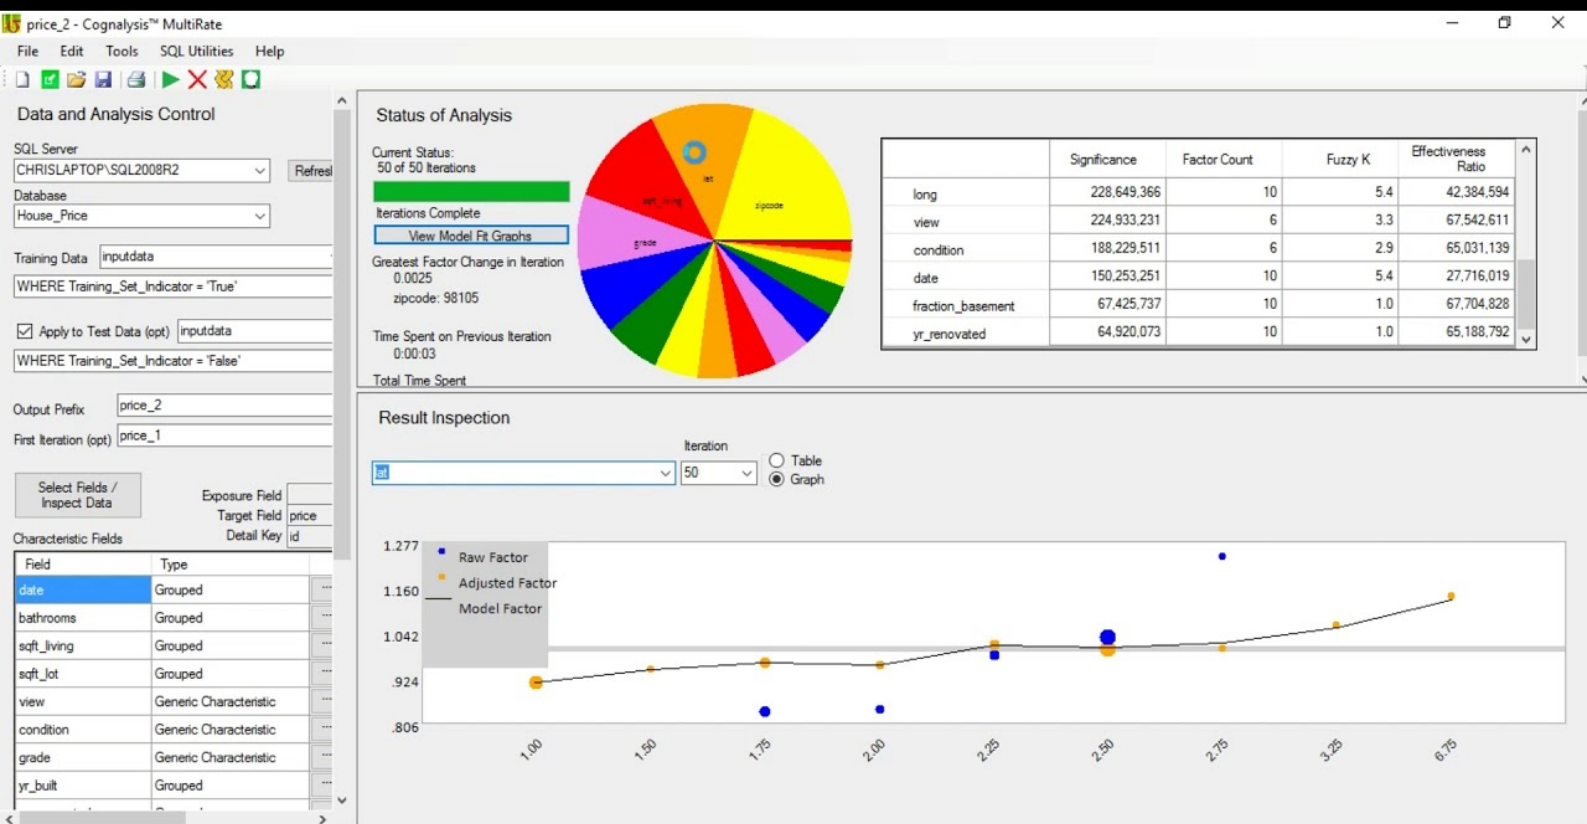 price_2 - Cognalysis™ MultiRate
File Edit Tools SQL Utilities Help
Data and Analysis Control
SQL Server
CHRISLAPTOP\SQL2008R2
Refresl
Database
House_Price
Training Data inputdata
WHERE Training_Set_Indicator = 'True'
Apply to Test Data (opt) inputdata
WHERE Training_Set_Indicator = 'False'
Output Prefix price_2
First Iteration (opt) price_1
Select Fields /
Inspect Data
Exposure Field
Target Field price
Detail Key id
Characteristic Fields
Field Type
date Grouped ...
bathrooms Grouped ...
sqft_living Grouped ...
sqft_lot Grouped ...
view Generic Characteristic ...
condition Generic Characteristic ...
grade Generic Characteristic ...
yr_built Grouped ...
Status of Analysis
Current Status:
50 of 50 Iterations
Iterations Complete
View Model Fit Graphs
Greatest Factor Change in Iteration
0.0025
zipcode: 98105
Time Spent on Previous Iteration
0:00:03
Total Time Spent
lat
sqft_living
zipcode
grade
Significance Factor Count Fuzzy K Effectiveness Ratio
long 228,649,366 10 5.4 42,384,594
view 224,933,231 6 3.3 67,542,611
condition 188,229,511 6 2.9 65,031,139
date 150,253,251 10 5.4 27,716,019
fraction_basement 67,425,737 10 1.0 67,704,828
yr_renovated 64,920,073 10 1.0 65,188,792
Result Inspection
Iteration
lat 50
Table
Graph
1.277
1.160
1.042
.924
.806
Raw Factor
Adjusted Factor
Model Factor
1.00 1.50 1.75 2.00 2.25 2.50 2.75 3.25 6.75